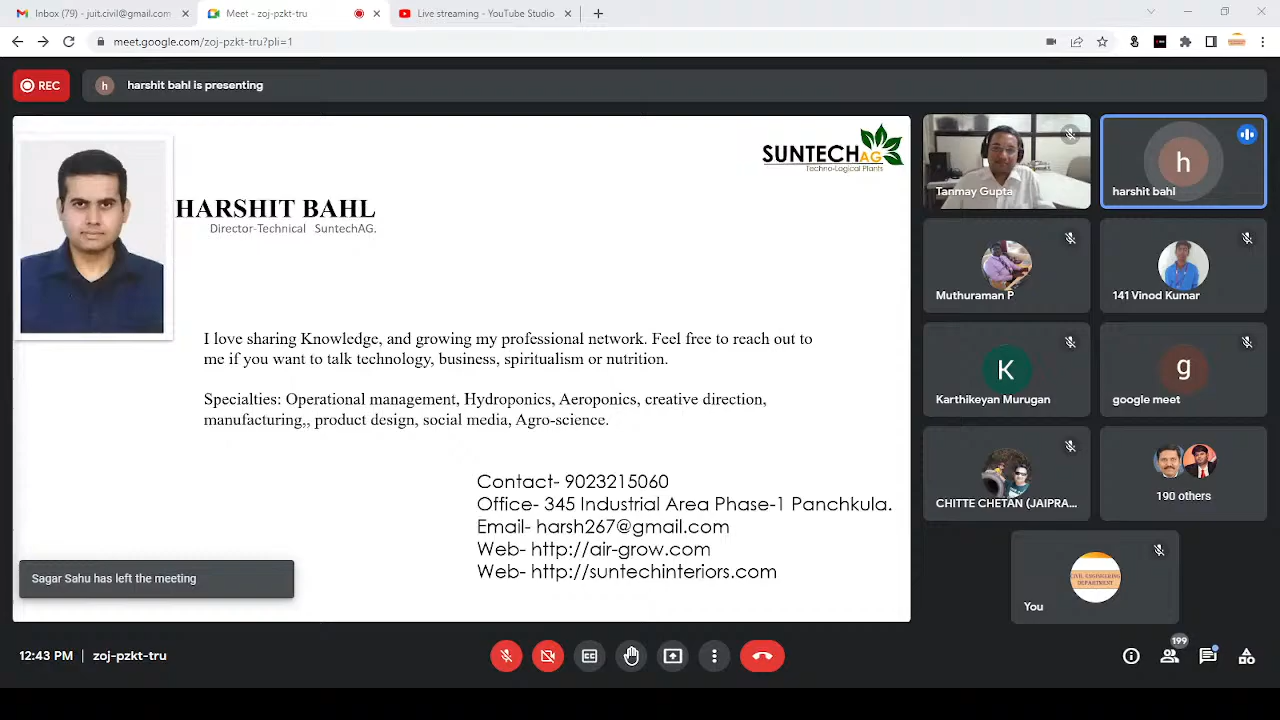 Inbox (79) - juit.civil@gmail.com
Meet - zoj-pzkt-tru
Live streaming - YouTube Studio
meet.google.com/zoj-pzkt-tru?pli=1
REC
h
harshit bahl is presenting
SUNTECHAG
Techno-Logical Plants
HARSHIT BAHL
Director-Technical SuntechAG.
I love sharing Knowledge, and growing my professional network. Feel free to reach out to
me if you want to talk technology, business, spiritualism or nutrition.
Specialties: Operational management, Hydroponics, Aeroponics, creative direction,
manufacturing,, product design, social media, Agro-science.
Contact- 9023215060
Office- 345 Industrial Area Phase-1 Panchkula.
Email- harsh267@gmail.com
Web- http://air-grow.com
Web- http://suntechinteriors.com
Sagar Sahu has left the meeting
Tanmay Gupta
h
harshit bahl
Muthuraman P
141 Vinod Kumar
K
Karthikeyan Murugan
g
google meet
CHITTE CHETAN (JAIPRA...
190 others
CIVIL ENGINEERING
DEPARTMENT
You
12:43 PM | zoj-pzkt-tru
199